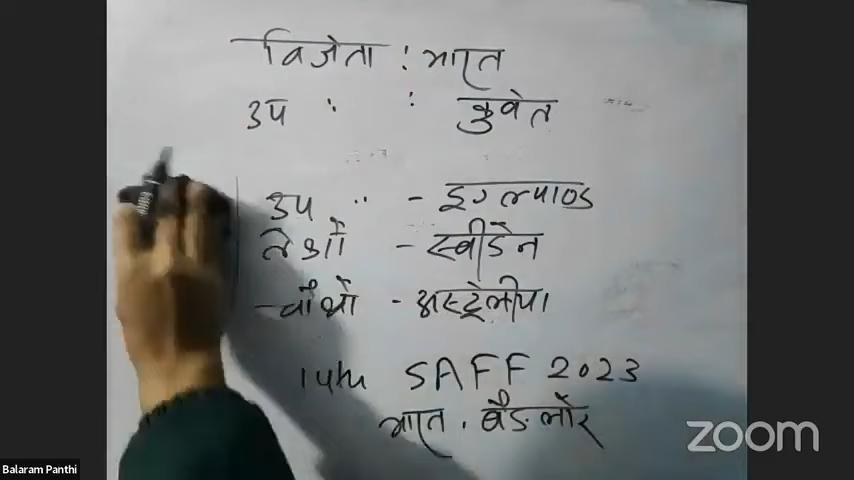 विजेता : भारत
उप " : कुवेत
उप " - इंग्ल्याण्ड
तेश्रो - स्वीडेन
चौथो - अस्ट्रेलीया
14th SAFF 2023
भारत . बैङलोर
zoom
Balaram Panthi